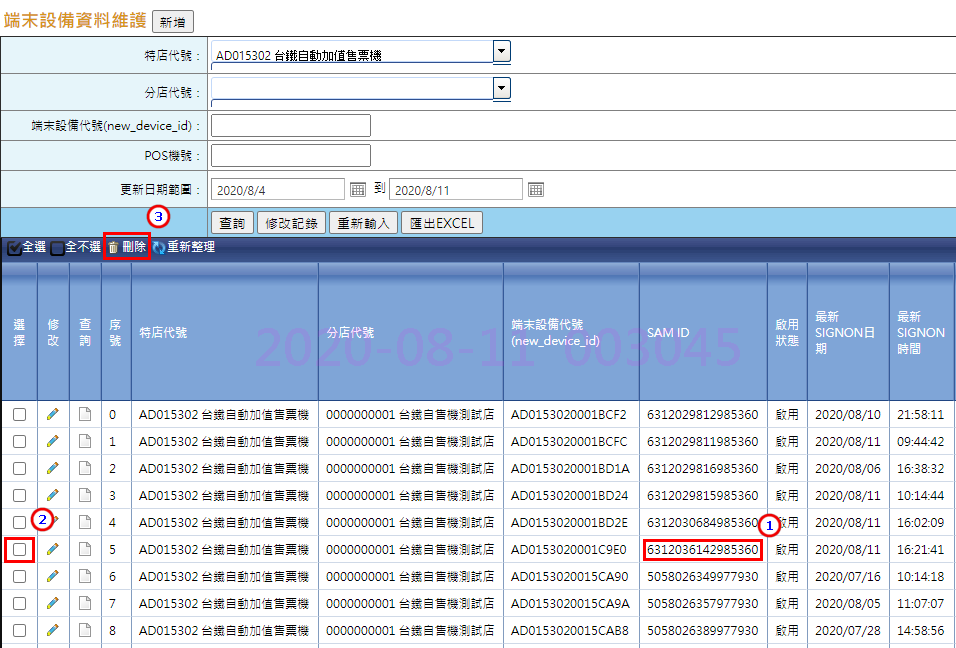 端末設備資料維護 新增
特店代號： AD015302 台鐵自動加值售票機
分店代號：
端末設備代號(new_device_id)：
POS機號：
更新日期範圍： 2020/8/4 到 2020/8/11
查詢 修改記錄 重新輸入 匯出EXCEL
3
全選 全不選 刪除 重新整理
選擇 修改 查詢 序號 特店代號 分店代號 端末設備代號(new_device_id) SAM ID 啟用狀態 最新SIGNON日期 最新SIGNON時間
2020-08-11 003045
0 AD015302 台鐵自動加值售票機 0000000001 台鐵自售機測試店 AD0153020001BCF2 6312029812985360 啟用 2020/08/10 21:58:11
1 AD015302 台鐵自動加值售票機 0000000001 台鐵自售機測試店 AD0153020001BCFC 6312029811985360 啟用 2020/08/11 09:44:42
2 AD015302 台鐵自動加值售票機 0000000001 台鐵自售機測試店 AD0153020001BD1A 6312029816985360 啟用 2020/08/06 16:38:32
3 AD015302 台鐵自動加值售票機 0000000001 台鐵自售機測試店 AD0153020001BD24 6312029815985360 啟用 2020/08/11 10:14:44
4 AD015302 台鐵自動加值售票機 0000000001 台鐵自售機測試店 AD0153020001BD2E 6312030684985360 啟用 2020/08/11 16:02:09
2 1
5 AD015302 台鐵自動加值售票機 0000000001 台鐵自售機測試店 AD0153020001C9E0 6312036142985360 啟用 2020/08/11 16:21:41
6 AD015302 台鐵自動加值售票機 0000000001 台鐵自售機測試店 AD0153020015CA90 5058026349977930 啟用 2020/07/16 10:14:18
7 AD015302 台鐵自動加值售票機 0000000001 台鐵自售機測試店 AD0153020015CA9A 5058026357977930 啟用 2020/08/05 11:07:07
8 AD015302 台鐵自動加值售票機 0000000001 台鐵自售機測試店 AD0153020015CAB8 5058026389977930 啟用 2020/07/28 14:58:56